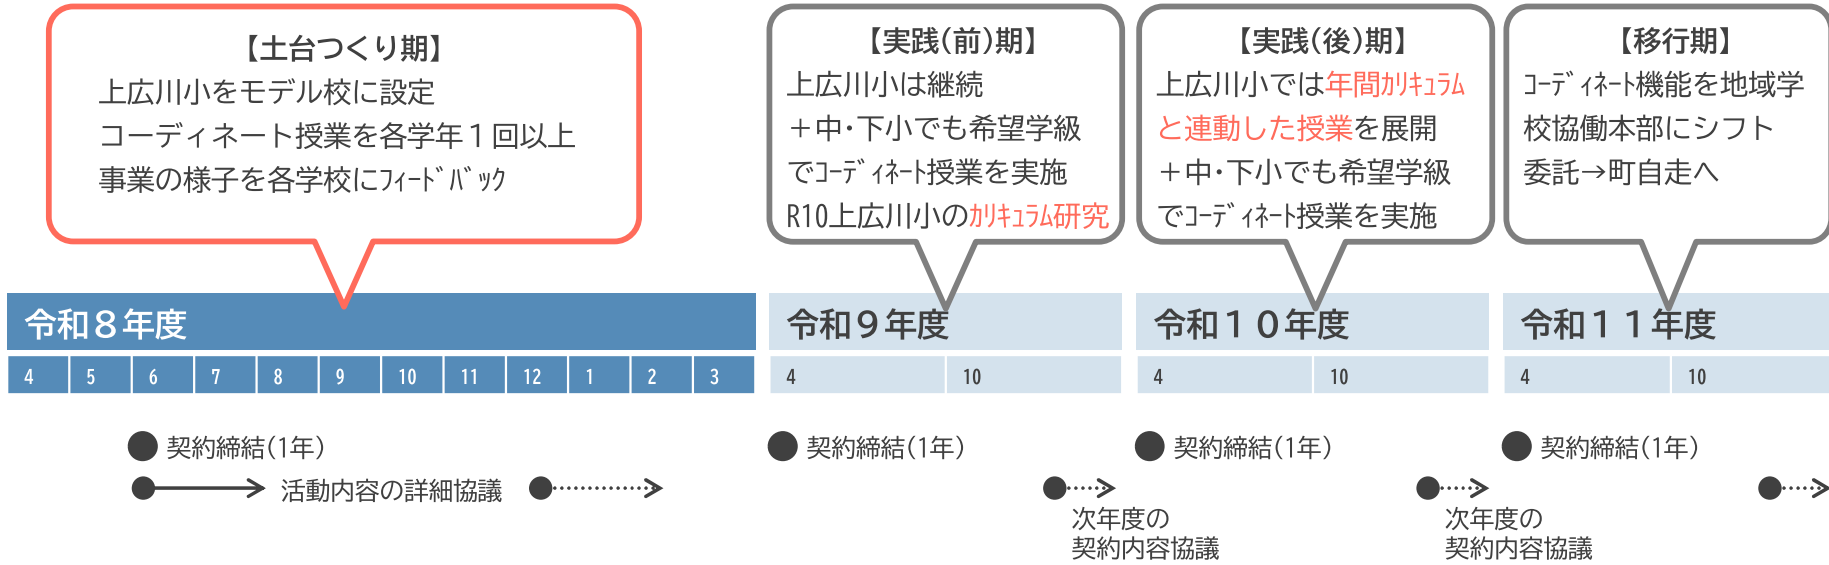 【土台つくり期】
上広川小をモデル校に設定
コーディネート授業を各学年１回以上
事業の様子を各学校にﾌｨｰﾄﾞﾊﾞｯｸ
【実践(前)期】
上広川小は継続
＋中・下小でも希望学級
でｺｰﾃﾞｨﾈｰﾄ授業を実施
R10上広川小のｶﾘｷｭﾗﾑ研究
【実践(後)期】
上広川小では年間ｶﾘｷｭﾗﾑ
と連動した授業を展開
＋中・下小でも希望学級
でｺｰﾃﾞｨﾈｰﾄ授業を実施
【移行期】
ｺｰﾃﾞｨﾈｰﾄ機能を地域学
校協働本部にシフト
委託→町自走へ
令和８年度
4 5 6 7 8 9 10 11 12 1 2 3
令和９年度
4 10
令和１０年度
4 10
令和１１年度
4 10
契約締結(1年)
活動内容の詳細協議
契約締結(1年)
次年度の
契約内容協議
契約締結(1年)
次年度の
契約内容協議
契約締結(1年)